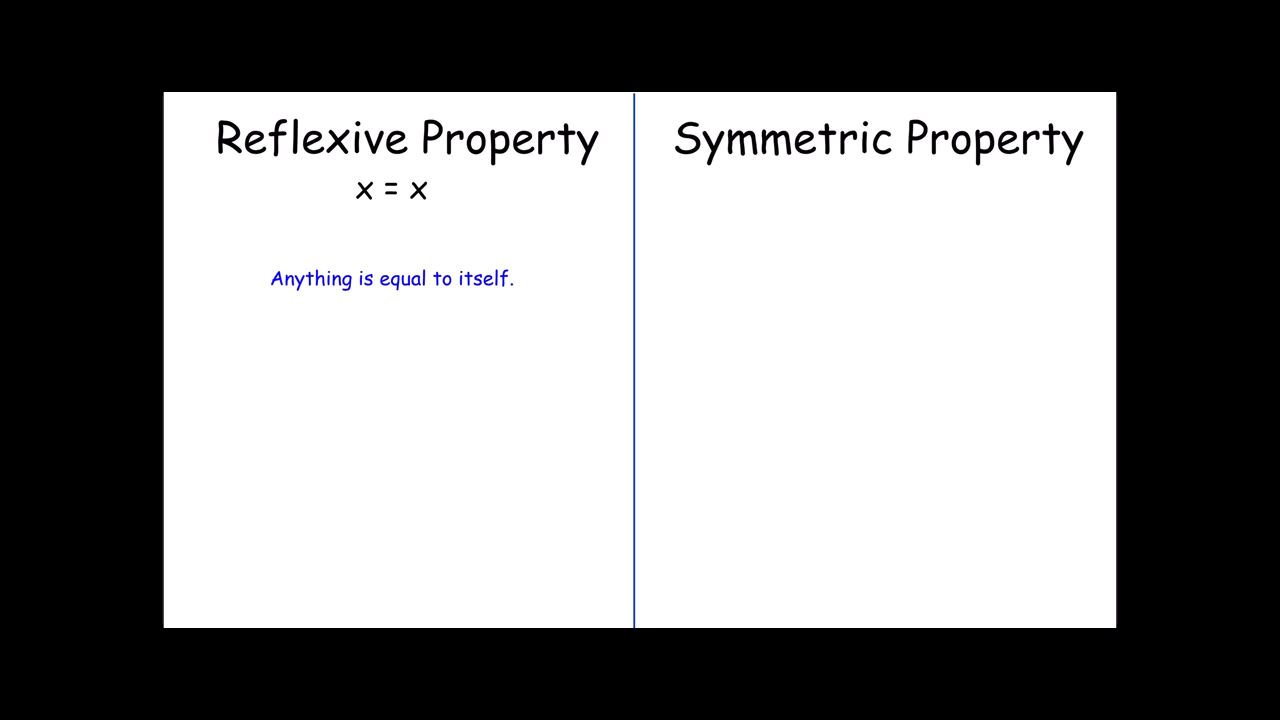 Reflexive Property
x = x
Anything is equal to itself.
Symmetric Property